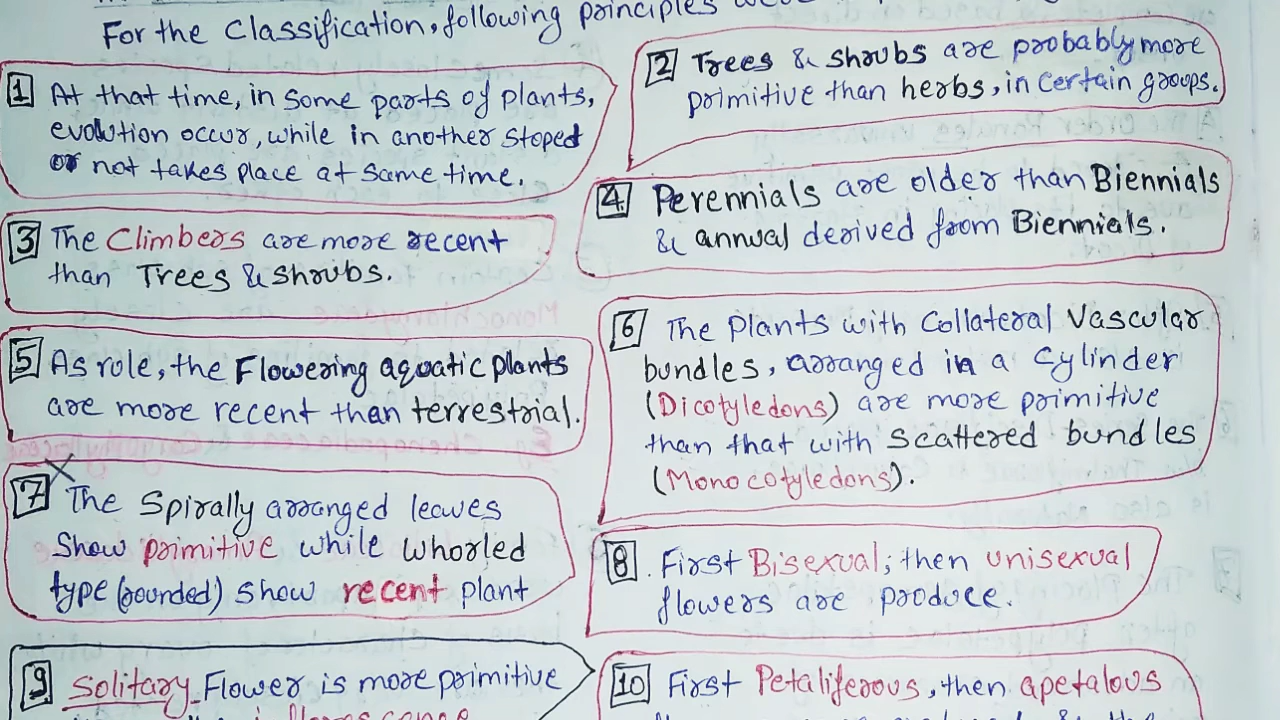 For the Classification, following principles
1 At that time, in some parts of plants,
evolution occur, while in another stoped
or not takes place at same time.
2 Trees & shrubs are probably more
primitive than herbs, in certain groups.
3 The Climbers are more recent
than Trees & shrubs.
4 Perennials are older than Biennials
& annual derived from Biennials.
5 As role, the Flowering aquatic plants
are more recent than terrestrial.
6 The plants with collateral Vascular
bundles, arranged in a cylinder
(Dicotyledons) are more primitive
than that with scattered bundles
(Monocotyledons).
7 The Spirally arranged leaves
Show primitive while whorled
type (rounded) show recent plant
8 First Bisexual; then unisexual
flowers are produce.
9 Solitary Flower is more primitive
10 First Petaliferous, then apetalous